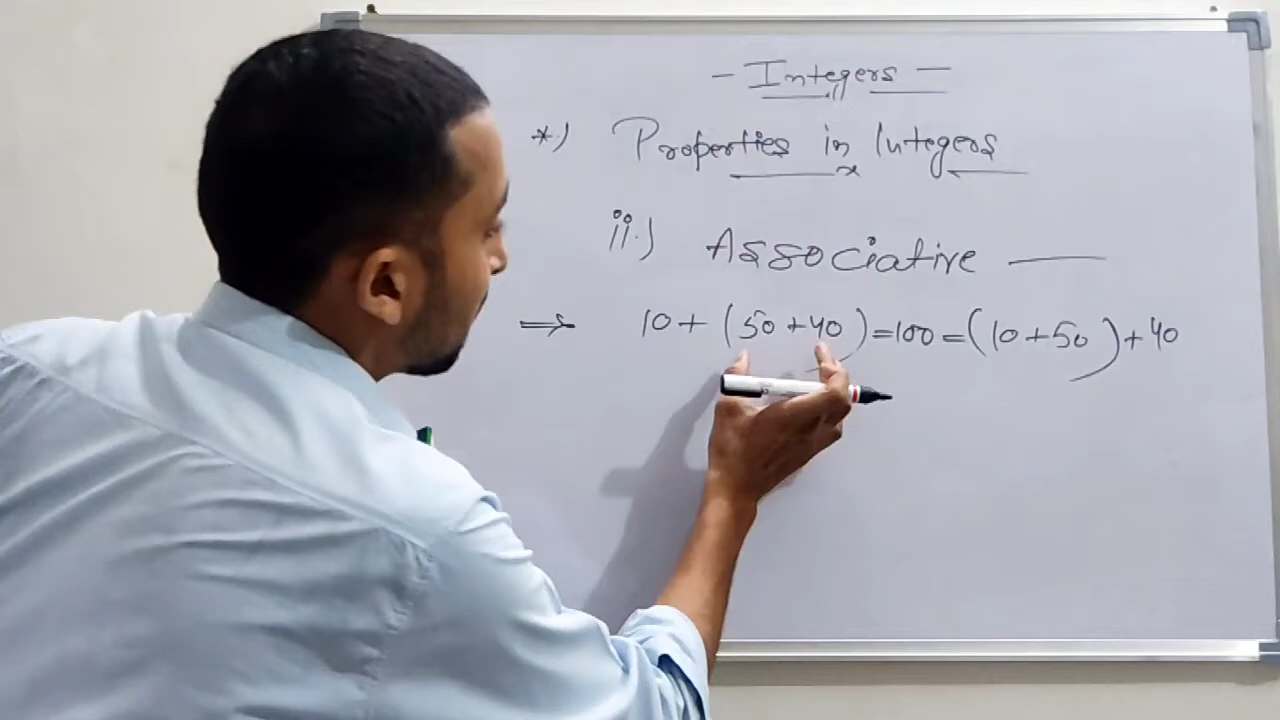 - Integers -
*.) Properties in Integers
ii.) Associative —
⇒ 10 + (50 + 40) = 100 = (10 + 50) + 40